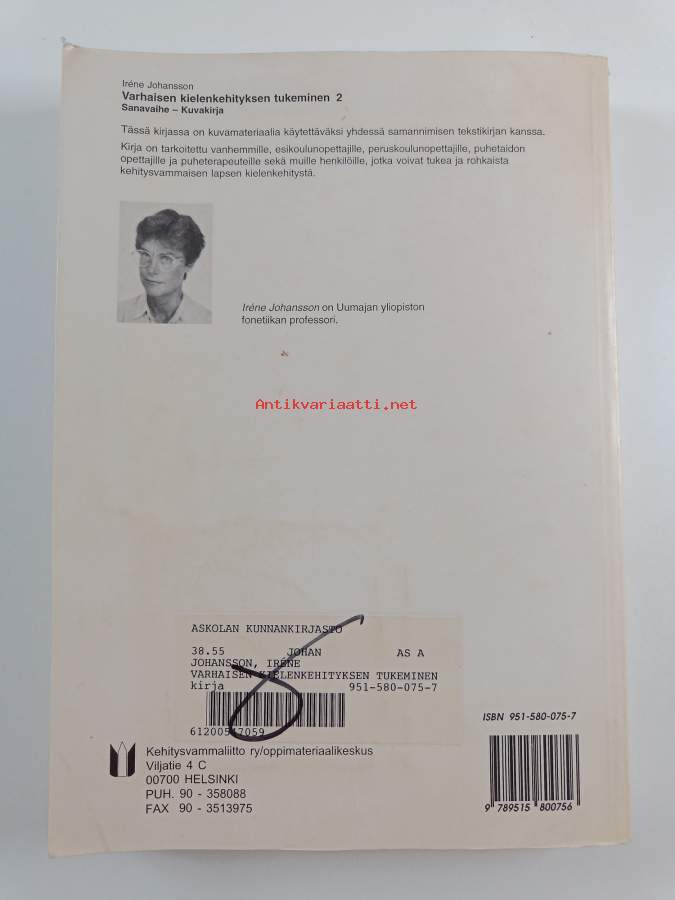 Iréne Johansson
Varhaisen kielenkehityksen tukeminen 2
Sanavaihe – Kuvakirja
Tässä kirjassa on kuvamateriaalia käytettäväksi yhdessä samannimisen tekstikirjan kanssa.
Kirja on tarkoitettu vanhemmille, esikoulunopettajille, peruskoulunopettajille, puhetaidon
opettajille ja puheterapeuteille sekä muille henkilöille, jotka voivat tukea ja rohkaista
kehitysvammaisen lapsen kielenkehitystä.
Iréne Johansson on Uumajan yliopiston
fonetiikan professori.
Antikvariaatti.net
ASKOLAN KUNNANKIRJASTO
38.55 JOHAN AS A
JOHANSSON, IRÉNE
VARHAISEN KIELENKEHITYKSEN TUKEMINEN
kirja 951-580-075-7
ISBN 951-580-075-7
Kehitysvammaliitto ry/oppimateriaalikeskus
Viljatie 4 C
00700 HELSINKI
PUH. 90 - 358088
FAX 90 - 3513975
9 789515 800756